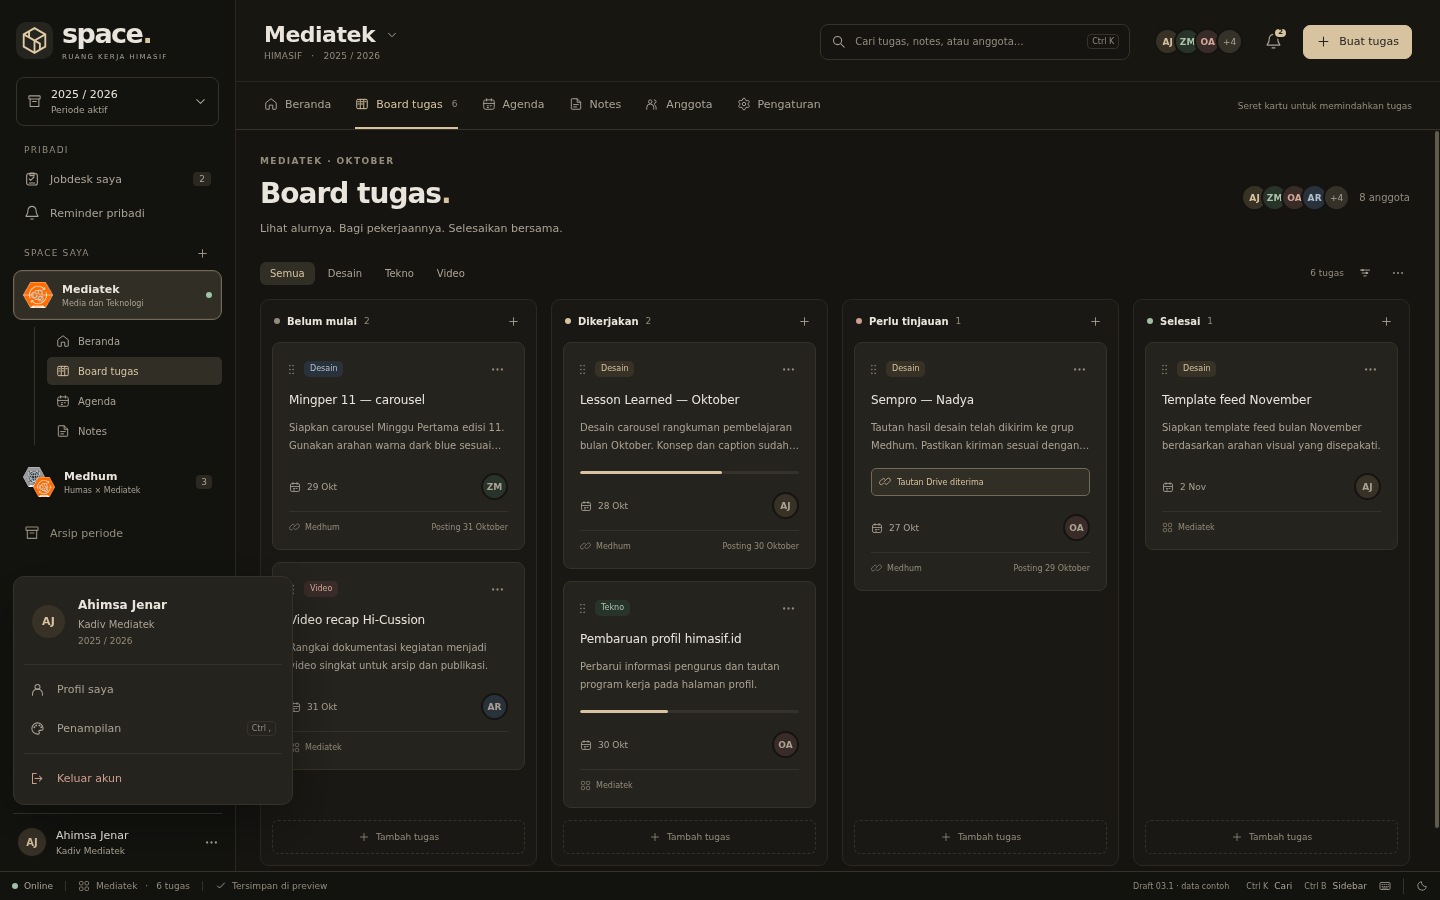 space.
RUANG KERJA HIMASIF
2025 / 2026
Periode aktif
PRIBADI
Jobdesk saya 2
Reminder pribadi
SPACE SAYA
Mediatek
Media dan Teknologi
Beranda
Board tugas
Agenda
Notes
Medhum
Humas × Mediatek
3
Arsip periode
AJ
Ahimsa Jenar
Kadiv Mediatek
2025 / 2026
Profil saya
Penampilan Ctrl ,
Keluar akun
AJ
Ahimsa Jenar
Kadiv Mediatek
Mediatek
HIMASIF · 2025 / 2026
Cari tugas, notes, atau anggota... Ctrl K
AJ ZM OA +4
2
Buat tugas
Beranda
Board tugas 6
Agenda
Notes
Anggota
Pengaturan
Seret kartu untuk memindahkan tugas
MEDIATEK · OKTOBER
Board tugas.
Lihat alurnya. Bagi pekerjaannya. Selesaikan bersama.
AJ ZM OA AR +4 8 anggota
Semua Desain Tekno Video
6 tugas
Belum mulai 2
Desain
Mingper 11 — carousel
Siapkan carousel Minggu Pertama edisi 11.
Gunakan arahan warna dark blue sesuai...
29 Okt ZM
Medhum Posting 31 Oktober
Video
Video recap Hi-Cussion
Rangkai dokumentasi kegiatan menjadi
video singkat untuk arsip dan publikasi.
31 Okt AR
Mediatek
Tambah tugas
Dikerjakan 2
Desain
Lesson Learned — Oktober
Desain carousel rangkuman pembelajaran
bulan Oktober. Konsep dan caption sudah...
28 Okt AJ
Medhum Posting 30 Oktober
Tekno
Pembaruan profil himasif.id
Perbarui informasi pengurus dan tautan
program kerja pada halaman profil.
30 Okt OA
Mediatek
Tambah tugas
Perlu tinjauan 1
Desain
Sempro — Nadya
Tautan hasil desain telah dikirim ke grup
Medhum. Pastikan kiriman sesuai dengan...
Tautan Drive diterima
27 Okt OA
Medhum Posting 29 Oktober
Tambah tugas
Selesai 1
Desain
Template feed November
Siapkan template feed bulan November
berdasarkan arahan visual yang disepakati.
2 Nov AJ
Mediatek
Tambah tugas
Online
Mediatek · 6 tugas
Tersimpan di preview
Draft 03.1 · data contoh
Ctrl K Cari
Ctrl B Sidebar